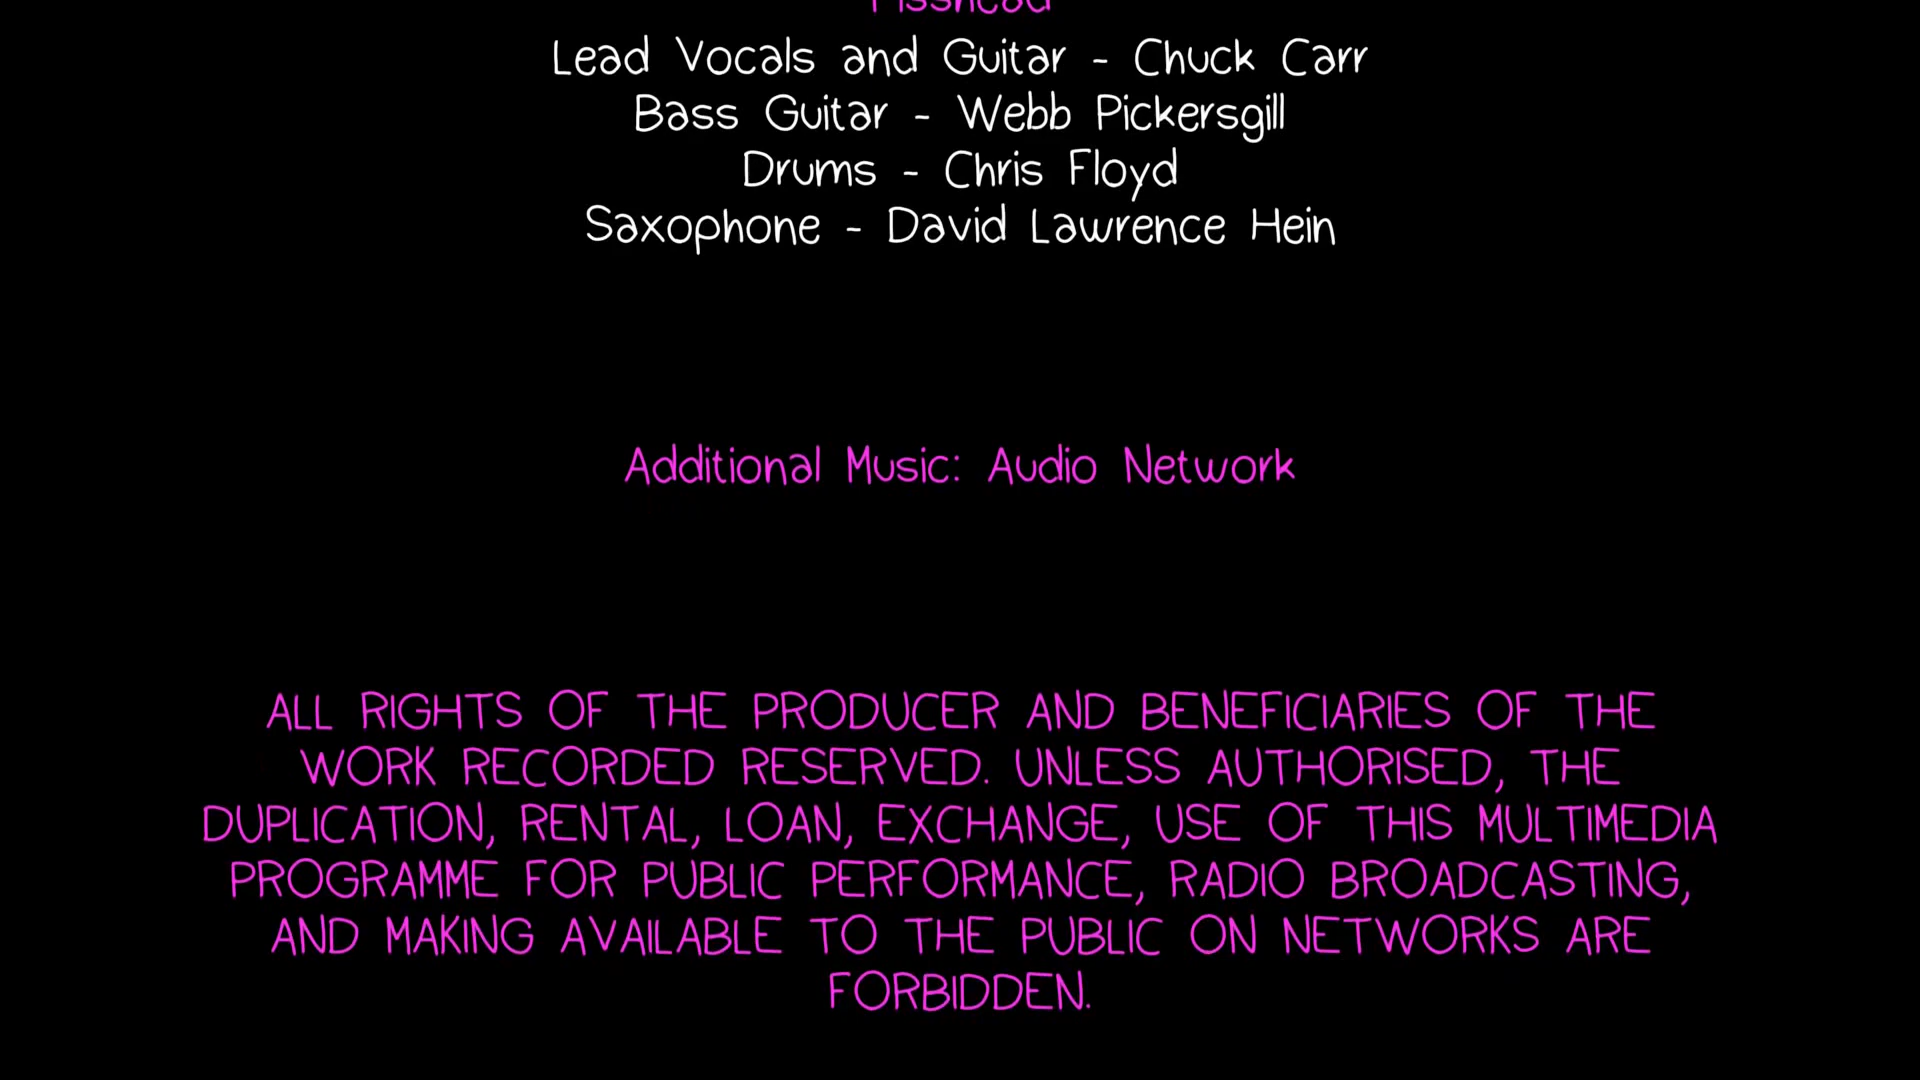 Pisshead
Lead Vocals and Guitar - Chuck Carr
Bass Guitar - Webb Pickersgill
Drums - Chris Floyd
Saxophone - David Lawrence Hein
Additional Music: Audio Network
ALL RIGHTS OF THE PRODUCER AND BENEFICIARIES OF THE
WORK RECORDED RESERVED. UNLESS AUTHORISED, THE
DUPLICATION, RENTAL, LOAN, EXCHANGE, USE OF THIS MULTIMEDIA
PROGRAMME FOR PUBLIC PERFORMANCE, RADIO BROADCASTING,
AND MAKING AVAILABLE TO THE PUBLIC ON NETWORKS ARE
FORBIDDEN.